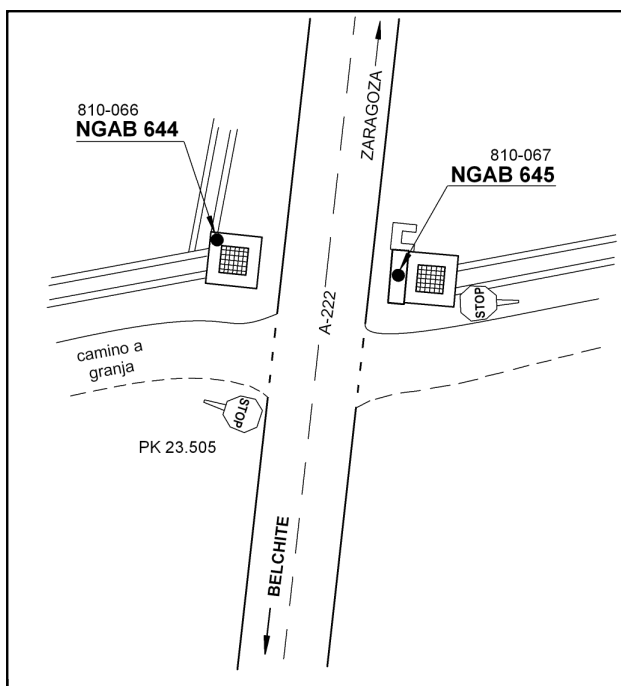 810-066
NGAB 644
ZARAGOZA
810-067
NGAB 645
STOP
A-222
camino a
granja
STOP
PK 23.505
BELCHITE